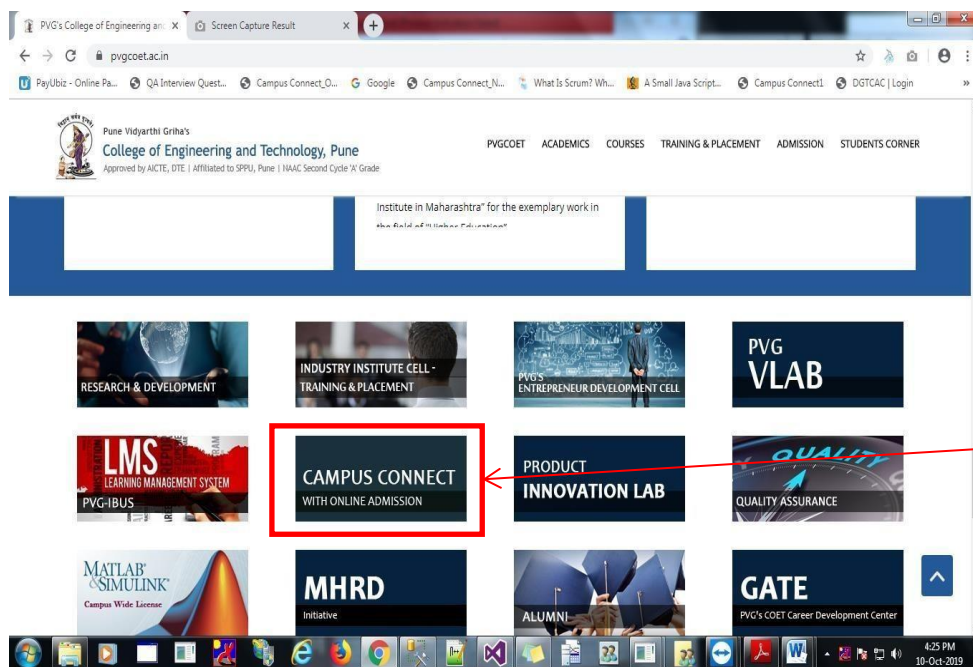 PVG's College of Engineering an
Screen Capture Result
pvgcoet.ac.in
PayUbiz - Online Pa...
QA Interview Quest...
Campus Connect_O...
Google
Campus Connect_N...
What Is Scrum? Wh...
A Small Java Script...
Campus Connect1
DGTCAC | Login
»
Pune Vidyarthi Griha's
College of Engineering and Technology, Pune
Approved by AICTE, DTE | Affiliated to SPPU, Pune | NAAC Second Cycle 'A' Grade
PVGCOET ACADEMICS COURSES TRAINING & PLACEMENT ADMISSION STUDENTS CORNER
Institute in Maharashtra" for the exemplary work in
the field of "Higher Education"
RESEARCH & DEVELOPMENT
INDUSTRY INSTITUTE CELL -
TRAINING & PLACEMENT
PVG'S
ENTREPRENEUR DEVELOPMENT CELL
PVG
VLAB
LMS
LEARNING MANAGEMENT SYSTEM
PVG-IBUS
CAMPUS CONNECT
WITH ONLINE ADMISSION
PRODUCT
INNOVATION LAB
QUALITY
QUALITY ASSURANCE
MATLAB
&SIMULINK
Campus Wide License
MHRD
Initiative
ALUMNI
GATE
PVG's COET Career Development Center
4:25 PM
10-Oct-2019